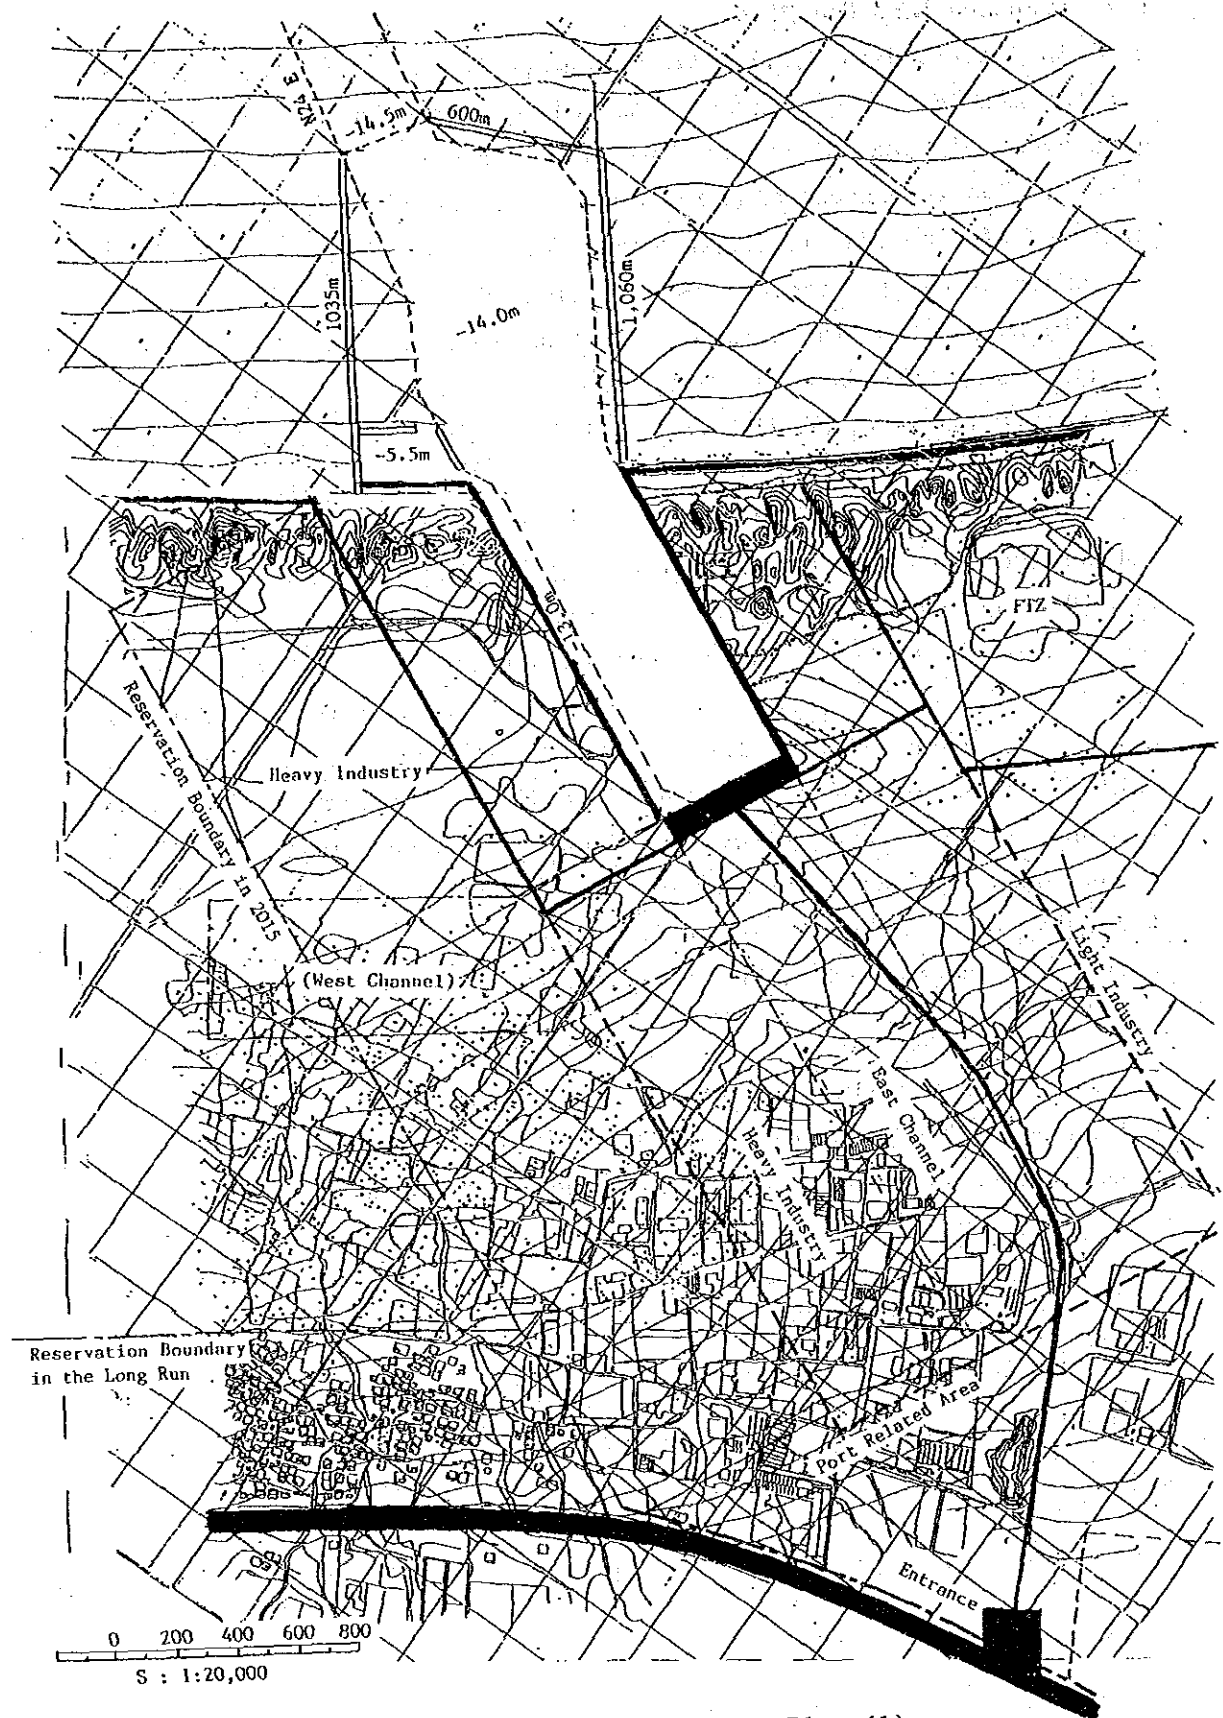 N24 E
-14.5m
600m
1035m
1,060m
-14.0m
-5.5m
-13.0m
FTZ
Reservation Boundary in 2015
Heavy Industry
(West Channel)
Light Industry
East Channel
Heavy Industry
Reservation Boundary
in the Long Run
Port Related Area
Entrance
0 200 400 600 800
S : 1:20,000